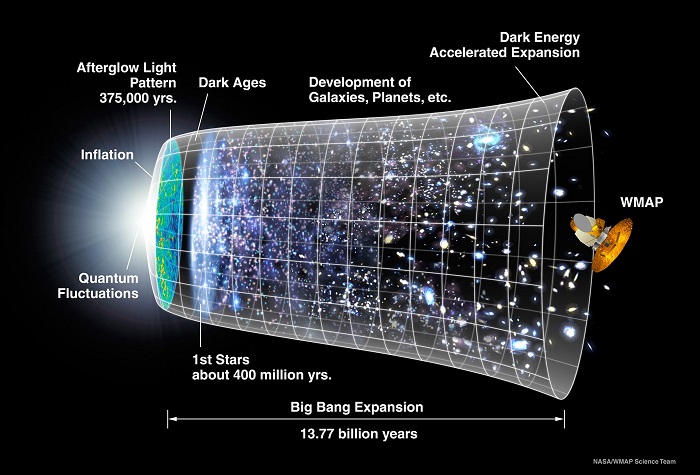 Dark Energy
Accelerated Expansion
Afterglow Light
Pattern
375,000 yrs.
Dark Ages
Development of
Galaxies, Planets, etc.
Inflation
WMAP
Quantum
Fluctuations
1st Stars
about 400 million yrs.
Big Bang Expansion
13.77 billion years
NASA/WMAP Science Team